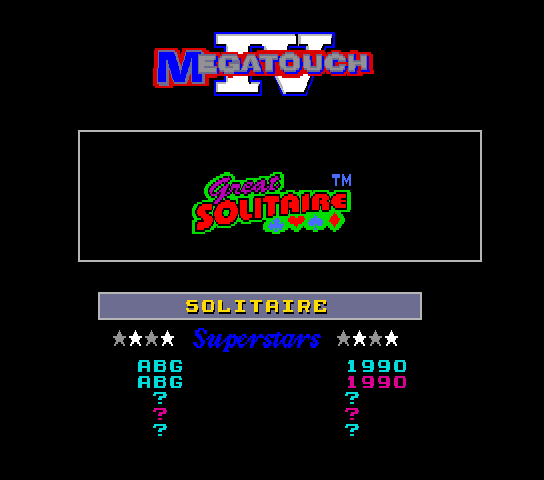 MEGATOUCH
IV
Great TM
SOLITAIRE
SOLITAIRE
Superstars
ABG 1990
ABG 1990
? ?
? ?
? ?